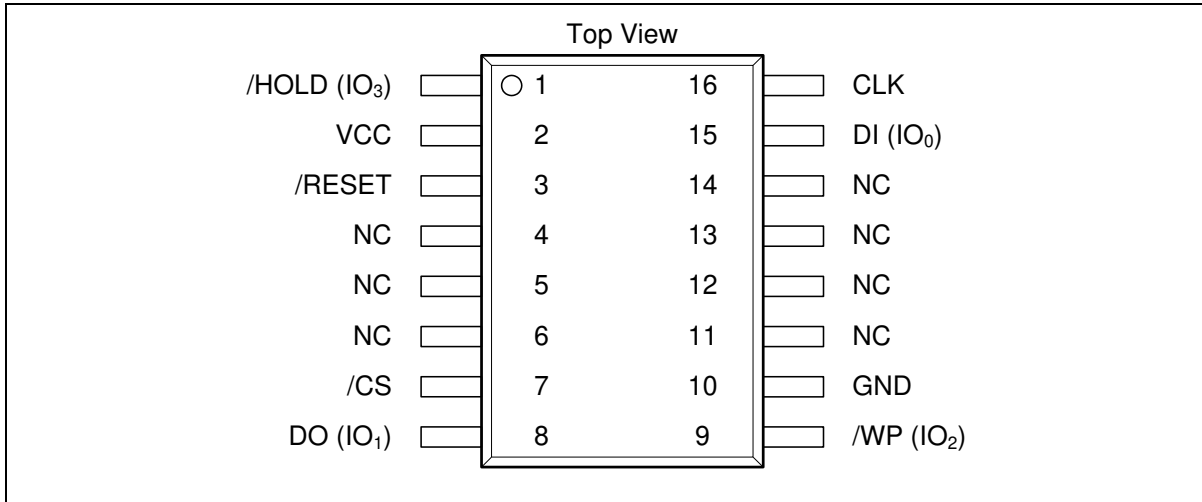 Top View
/HOLD (IO₃) 1 16 CLK
VCC 2 15 DI (IO₀)
/RESET 3 14 NC
NC 4 13 NC
NC 5 12 NC
NC 6 11 NC
/CS 7 10 GND
DO (IO₁) 8 9 /WP (IO₂)